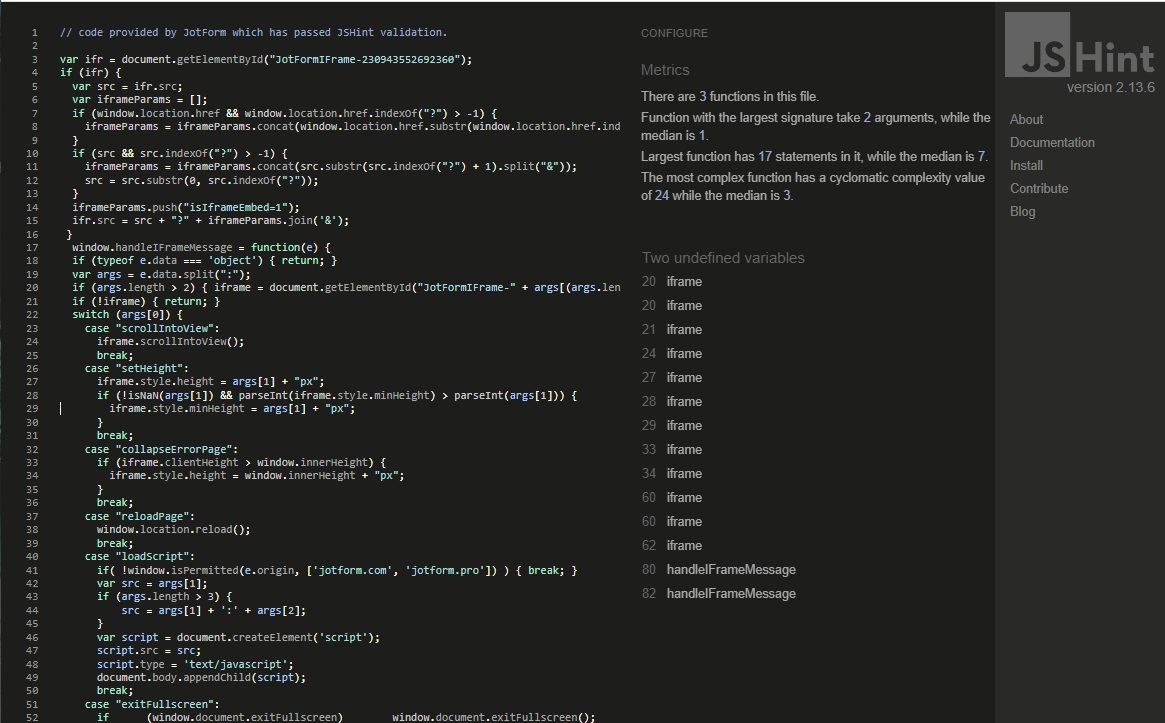 1 // code provided by JotForm which has passed JSHint validation.
2
3 var ifr = document.getElementById("JotFormIFrame-230943552692360");
4 if (ifr) {
5 var src = ifr.src;
6 var iframeParams = [];
7 if (window.location.href && window.location.href.indexOf("?") > -1) {
8 iframeParams = iframeParams.concat(window.location.href.substr(window.location.href.ind
9 }
10 if (src && src.indexOf("?") > -1) {
11 iframeParams = iframeParams.concat(src.substr(src.indexOf("?") + 1).split("&"));
12 src = src.substr(0, src.indexOf("?"));
13 }
14 iframeParams.push("isIframeEmbed=1");
15 ifr.src = src + "?" + iframeParams.join('&');
16 }
17 window.handleIFrameMessage = function(e) {
18 if (typeof e.data === 'object') { return; }
19 var args = e.data.split(":");
20 if (args.length > 2) { iframe = document.getElementById("JotFormIFrame-" + args[(args.len
21 if (!iframe) { return; }
22 switch (args[0]) {
23 case "scrollIntoView":
24 iframe.scrollIntoView();
25 break;
26 case "setHeight":
27 iframe.style.height = args[1] + "px";
28 if (!isNaN(args[1]) && parseInt(iframe.style.minHeight) > parseInt(args[1])) {
29 iframe.style.minHeight = args[1] + "px";
30 }
31 break;
32 case "collapseErrorPage":
33 if (iframe.clientHeight > window.innerHeight) {
34 iframe.style.height = window.innerHeight + "px";
35 }
36 break;
37 case "reloadPage":
38 window.location.reload();
39 break;
40 case "loadScript":
41 if( !window.isPermitted(e.origin, ['jotform.com', 'jotform.pro']) ) { break; }
42 var src = args[1];
43 if (args.length > 3) {
44 src = args[1] + ':' + args[2];
45 }
46 var script = document.createElement('script');
47 script.src = src;
48 script.type = 'text/javascript';
49 document.body.appendChild(script);
50 break;
51 case "exitFullscreen":
52 if (window.document.exitFullscreen) window.document.exitFullscreen();
CONFIGURE
Metrics
There are 3 functions in this file.
Function with the largest signature take 2 arguments, while the
median is 1.
Largest function has 17 statements in it, while the median is 7.
The most complex function has a cyclomatic complexity value
of 24 while the median is 3.
Two undefined variables
20 iframe
20 iframe
21 iframe
24 iframe
27 iframe
28 iframe
29 iframe
33 iframe
34 iframe
60 iframe
60 iframe
62 iframe
80 handleIFrameMessage
82 handleIFrameMessage
JSHint
version 2.13.6
About
Documentation
Install
Contribute
Blog